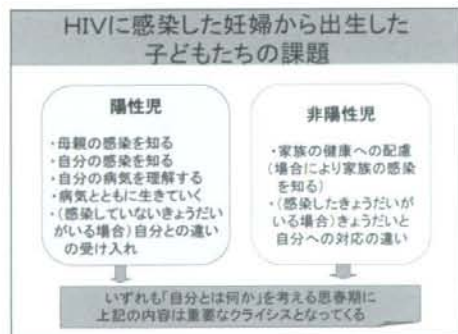 HIVに感染した妊婦から出生した
子どもたちの課題
陽性児
・母親の感染を知る
・自分の感染を知る
・自分の病気を理解する
・病気とともに生きていく
・(感染していないきょうだい
がいる場合)自分との違い
の受け入れ
非陽性児
・家族の健康への配慮
(場合により家族の感染
を知る)
・(感染したきょうだいが
いる場合)きょうだいと
自分への対応の違い
いずれも「自分とは何か」を考える思春期に
上記の内容は重要なクライシスとなってくる